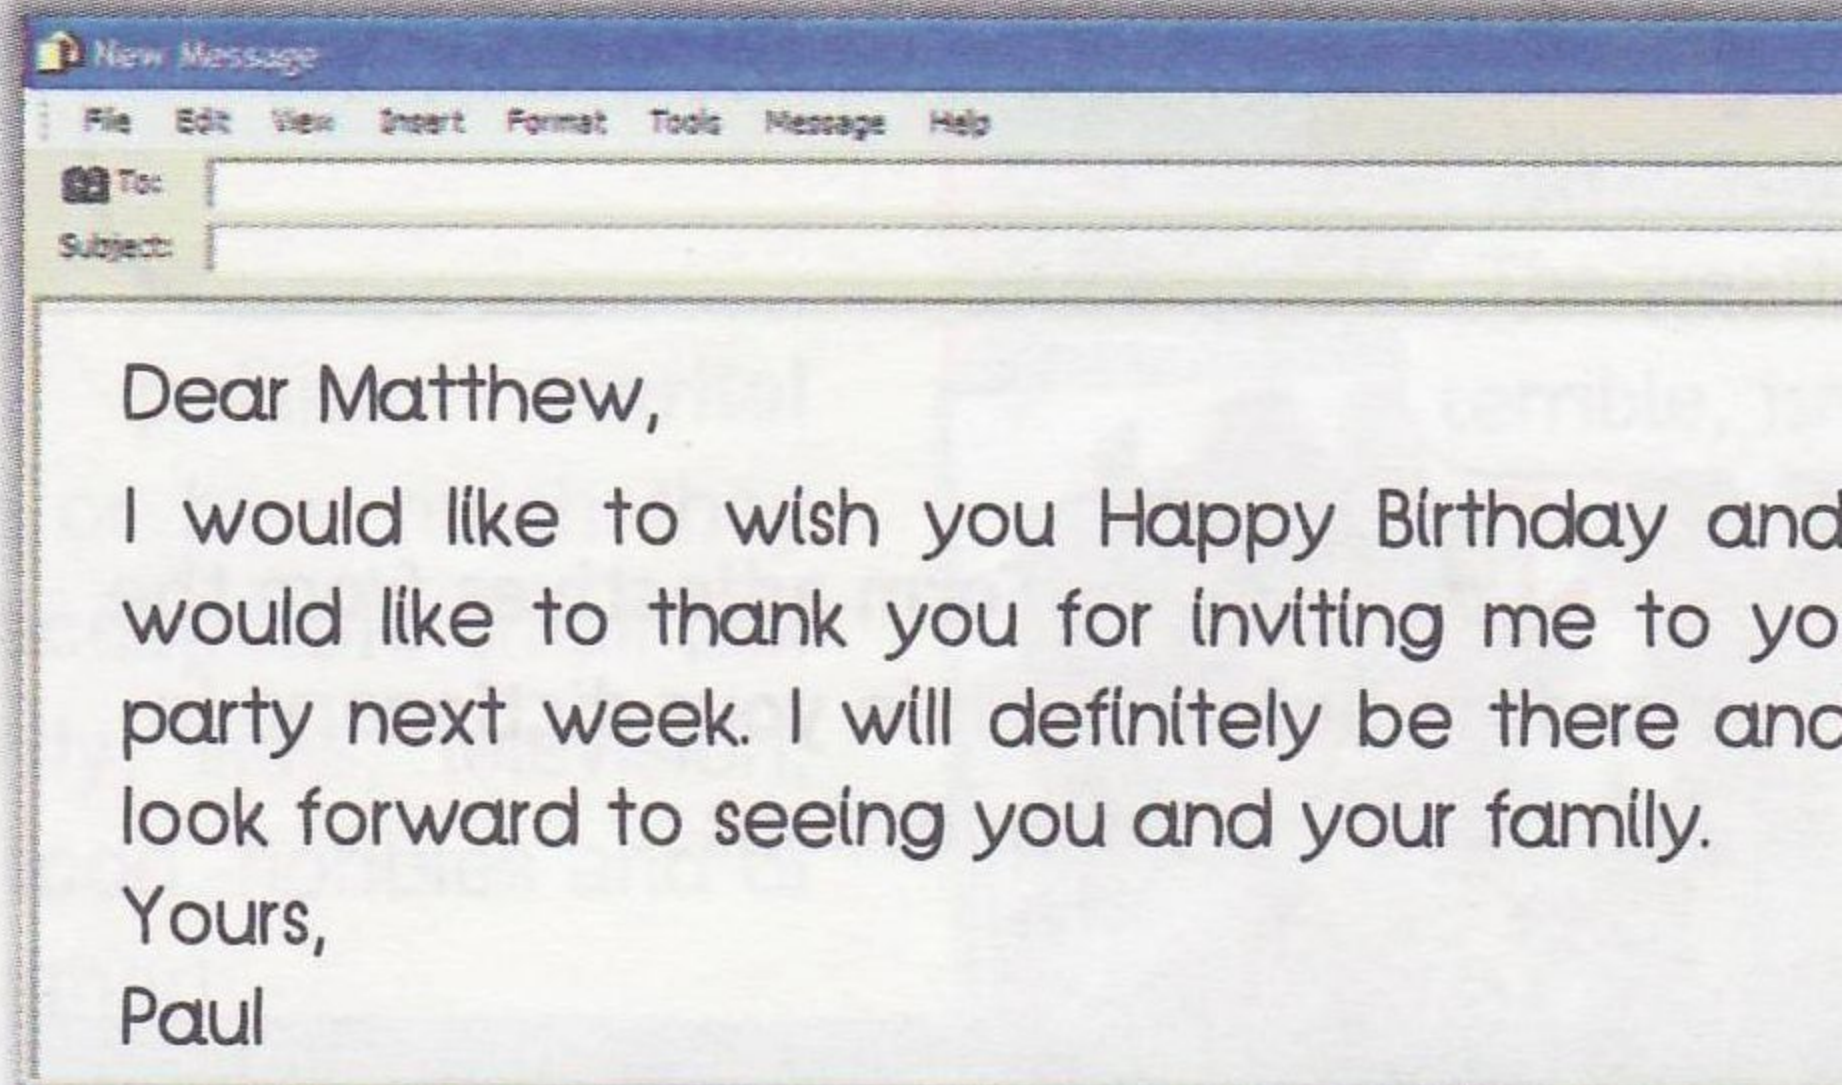 New Message
File Edit View Insert Format Tools Message Help
To:
Subject:
Dear Matthew,
I would like to wish you Happy Birthday and
would like to thank you for inviting me to yo
party next week. I will definitely be there and
look forward to seeing you and your family.
Yours,
Paul